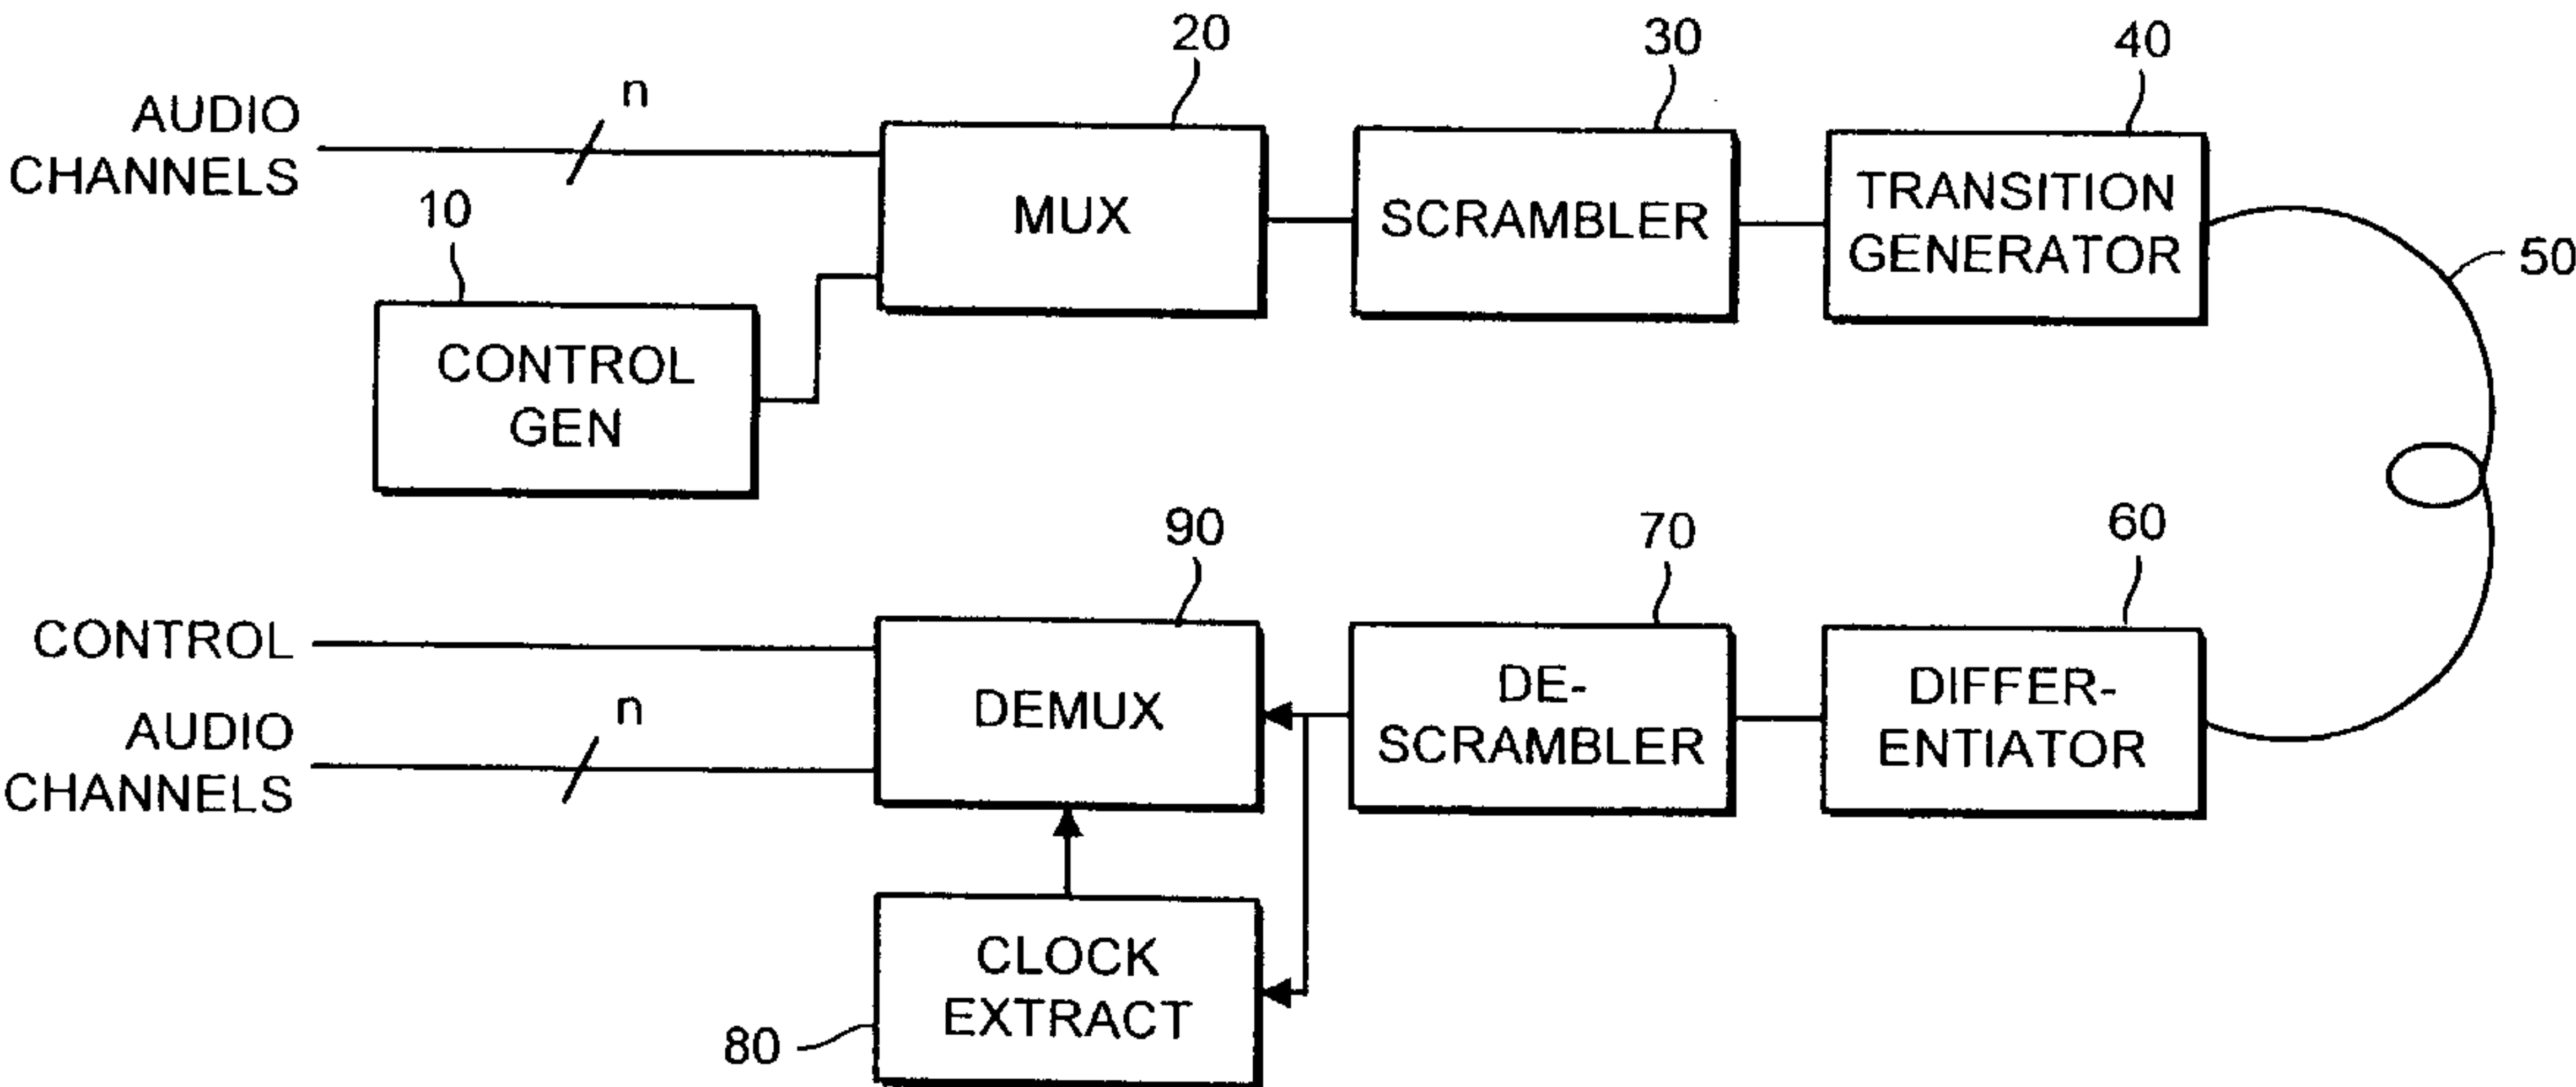 20
30
40
n
AUDIO
CHANNELS
10
MUX
SCRAMBLER
TRANSITION
GENERATOR
50
CONTROL
GEN
90
70
60
CONTROL
DEMUX
DE-
SCRAMBLER
DIFFER-
ENTIATOR
n
AUDIO
CHANNELS
CLOCK
EXTRACT
80